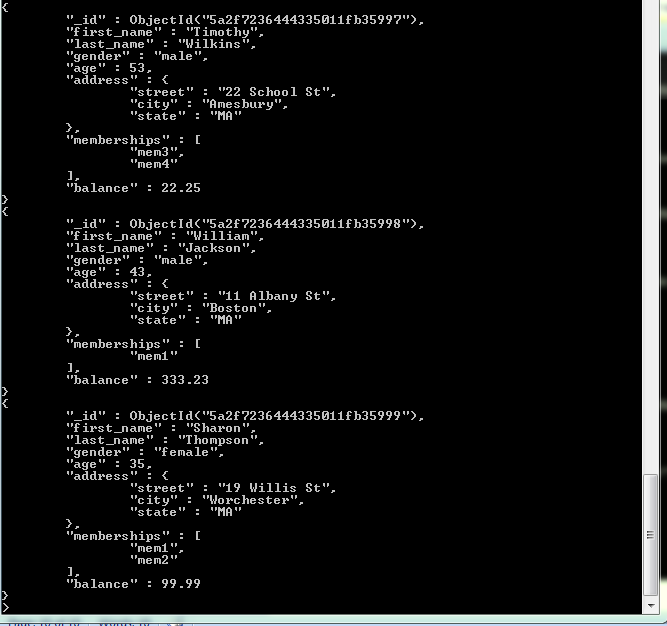 {
"_id" : ObjectId("5a2f7236444335011fb35997"),
"first_name" : "Timothy",
"last_name" : "Wilkins",
"gender" : "male",
"age" : 53,
"address" : {
"street" : "22 School St",
"city" : "Amesbury",
"state" : "MA"
},
"memberships" : [
"mem3",
"mem4"
],
"balance" : 22.25
}
{
"_id" : ObjectId("5a2f7236444335011fb35998"),
"first_name" : "William",
"last_name" : "Jackson",
"gender" : "male",
"age" : 43,
"address" : {
"street" : "11 Albany St",
"city" : "Boston",
"state" : "MA"
},
"memberships" : [
"mem1"
],
"balance" : 333.23
}
{
"_id" : ObjectId("5a2f7236444335011fb35999"),
"first_name" : "Sharon",
"last_name" : "Thompson",
"gender" : "female",
"age" : 35,
"address" : {
"street" : "19 Willis St",
"city" : "Worchester",
"state" : "MA"
},
"memberships" : [
"mem1",
"mem2"
],
"balance" : 99.99
}
>